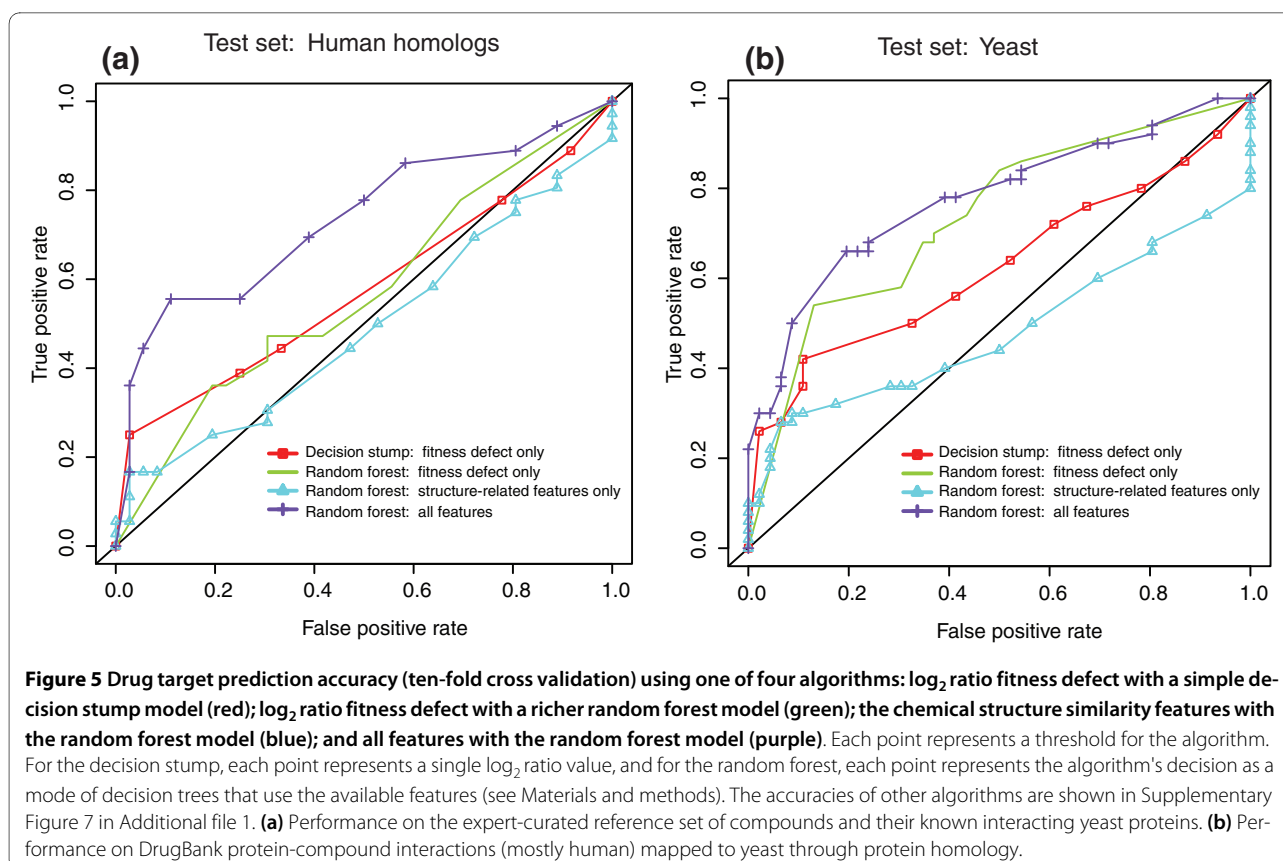 (a) Test set: Human homologs
1.0
0.8
0.6
0.4
0.2
0.0
True positive rate
Decision stump: fitness defect only
Random forest: fitness defect only
Random forest: structure-related features only
Random forest: all features
0.0 0.2 0.4 0.6 0.8 1.0
False positive rate
(b) Test set: Yeast
1.0
0.8
0.6
0.4
0.2
0.0
True positive rate
Decision stump: fitness defect only
Random forest: fitness defect only
Random forest: structure-related features only
Random forest: all features
0.0 0.2 0.4 0.6 0.8 1.0
False positive rate
Figure 5 Drug target prediction accuracy (ten-fold cross validation) using one of four algorithms: log₂ ratio fitness defect with a simple de-
cision stump model (red); log₂ ratio fitness defect with a richer random forest model (green); the chemical structure similarity features with
the random forest model (blue); and all features with the random forest model (purple). Each point represents a threshold for the algorithm.
For the decision stump, each point represents a single log₂ ratio value, and for the random forest, each point represents the algorithm's decision as a
mode of decision trees that use the available features (see Materials and methods). The accuracies of other algorithms are shown in Supplementary
Figure 7 in Additional file 1. (a) Performance on the expert-curated reference set of compounds and their known interacting yeast proteins. (b) Per-
formance on DrugBank protein-compound interactions (mostly human) mapped to yeast through protein homology.